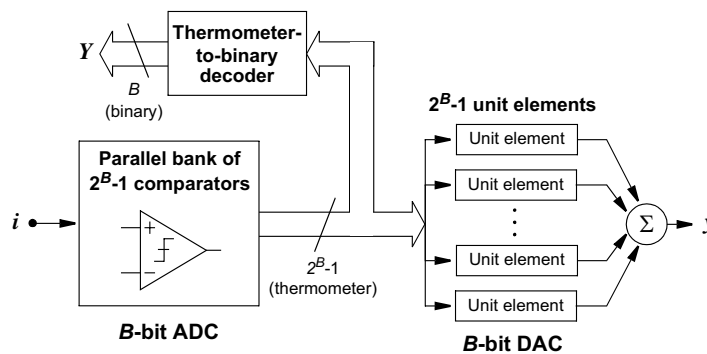 Y
B
(binary)
Thermometer-
to-binary
decoder
2^B-1 unit elements
Parallel bank of
2^B-1 comparators
+
−
i
2^B-1
(thermometer)
Unit element
Unit element
Unit element
Unit element
Σ
B-bit ADC
B-bit DAC